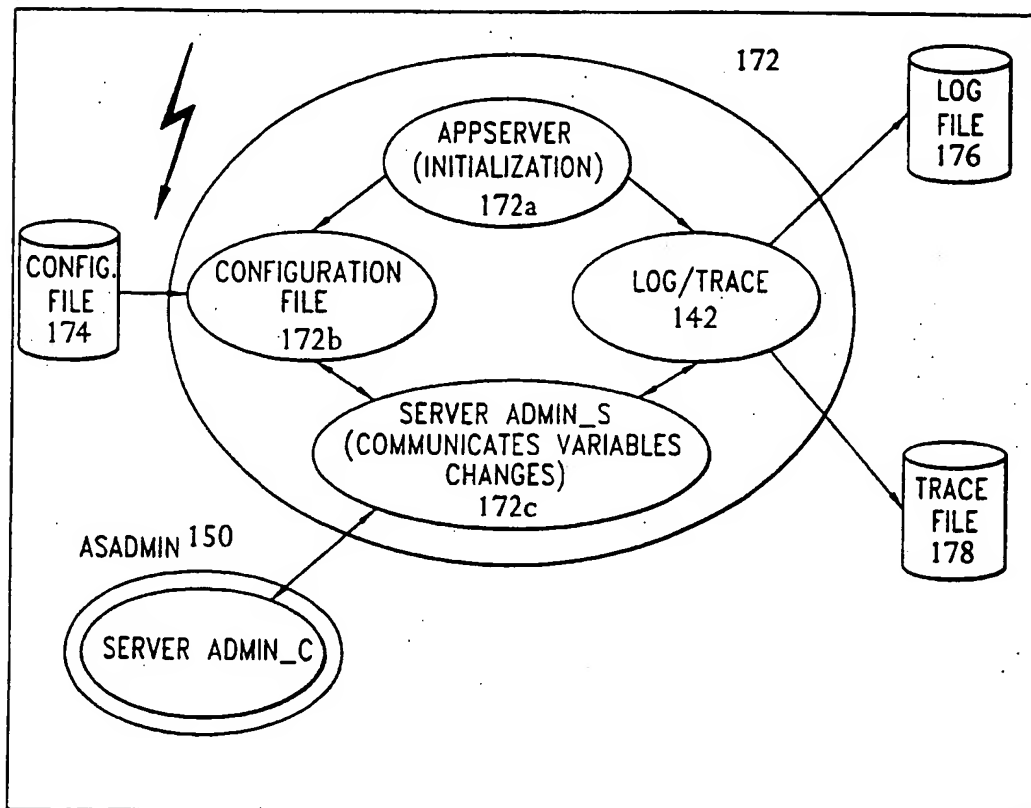 172
LOG
FILE
176
APPSERVER
(INITIALIZATION)
172a
CONFIG.
FILE
174
CONFIGURATION
FILE
172b
LOG/TRACE
142
SERVER ADMIN_S
(COMMUNICATES VARIABLES
CHANGES)
172c
TRACE
FILE
178
ASADMIN 150
SERVER ADMIN_C